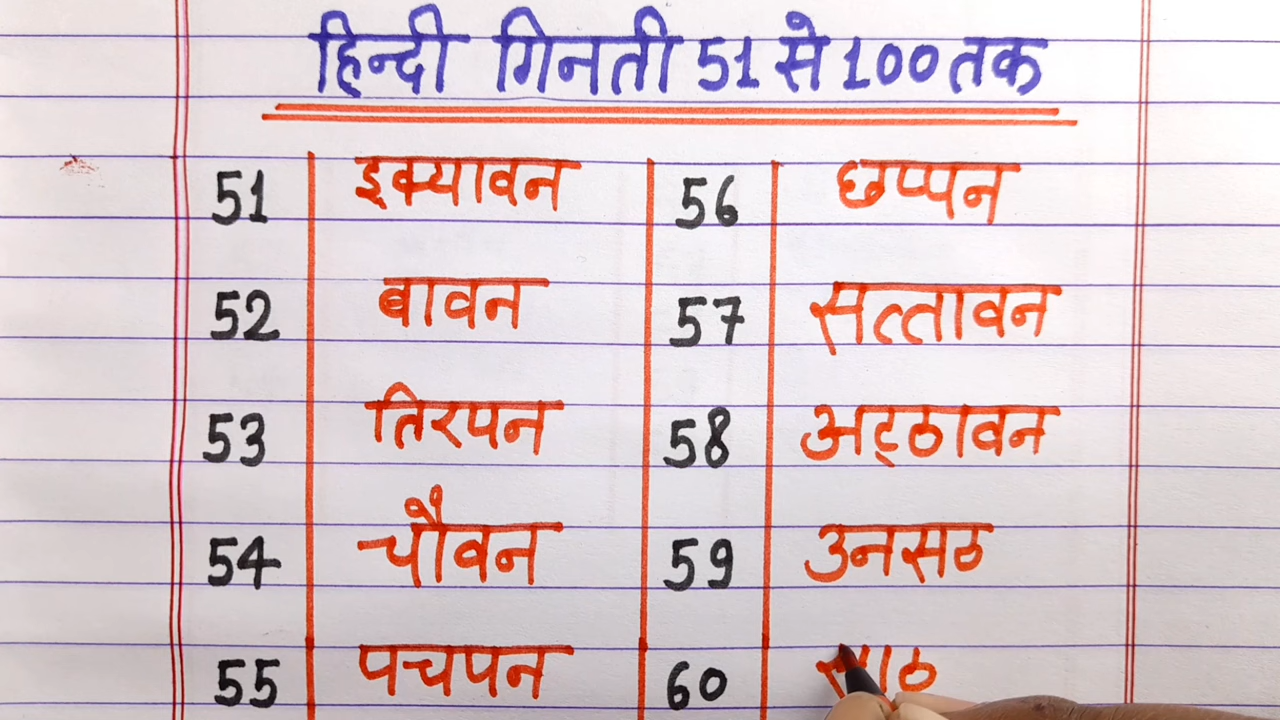 हिन्दी गिनती 51 से 100 तक
51 इक्यावन 56 छप्पन
52 बावन 57 सत्तावन
53 तिरपन 58 अट्ठावन
54 चौवन 59 उनसठ
55 पचपन 60 साठ